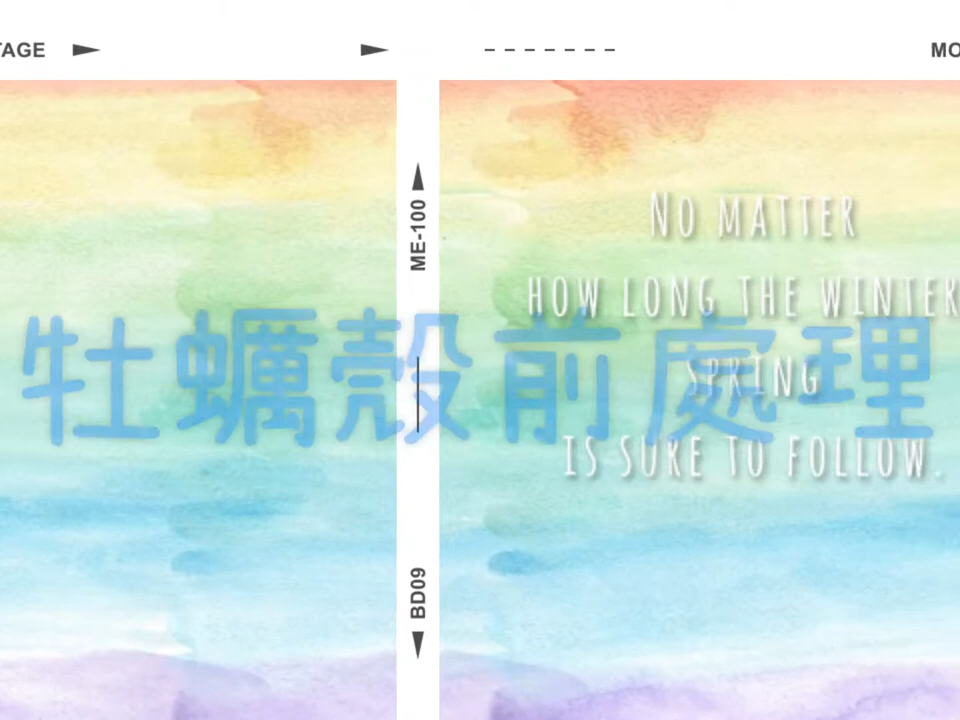 TAGE
MO
ME-100
BD09
NO MATTER
HOW LONG THE WINTER
SPRING
IS SURE TO FOLLOW.
牡蠣殼前處理